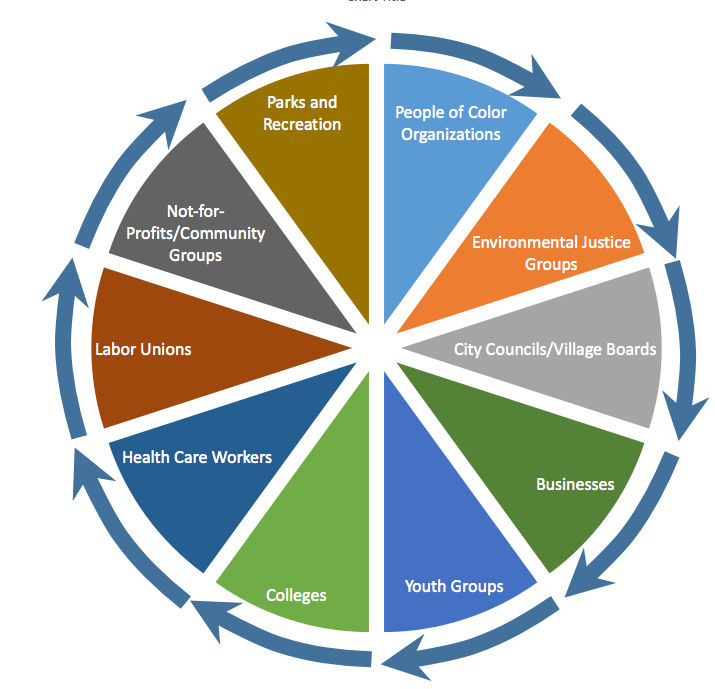 People of Color
Organizations
Environmental Justice
Groups
City Councils/Village Boards
Businesses
Youth Groups
Colleges
Health Care Workers
Labor Unions
Not-for-
Profits/Community
Groups
Parks and
Recreation